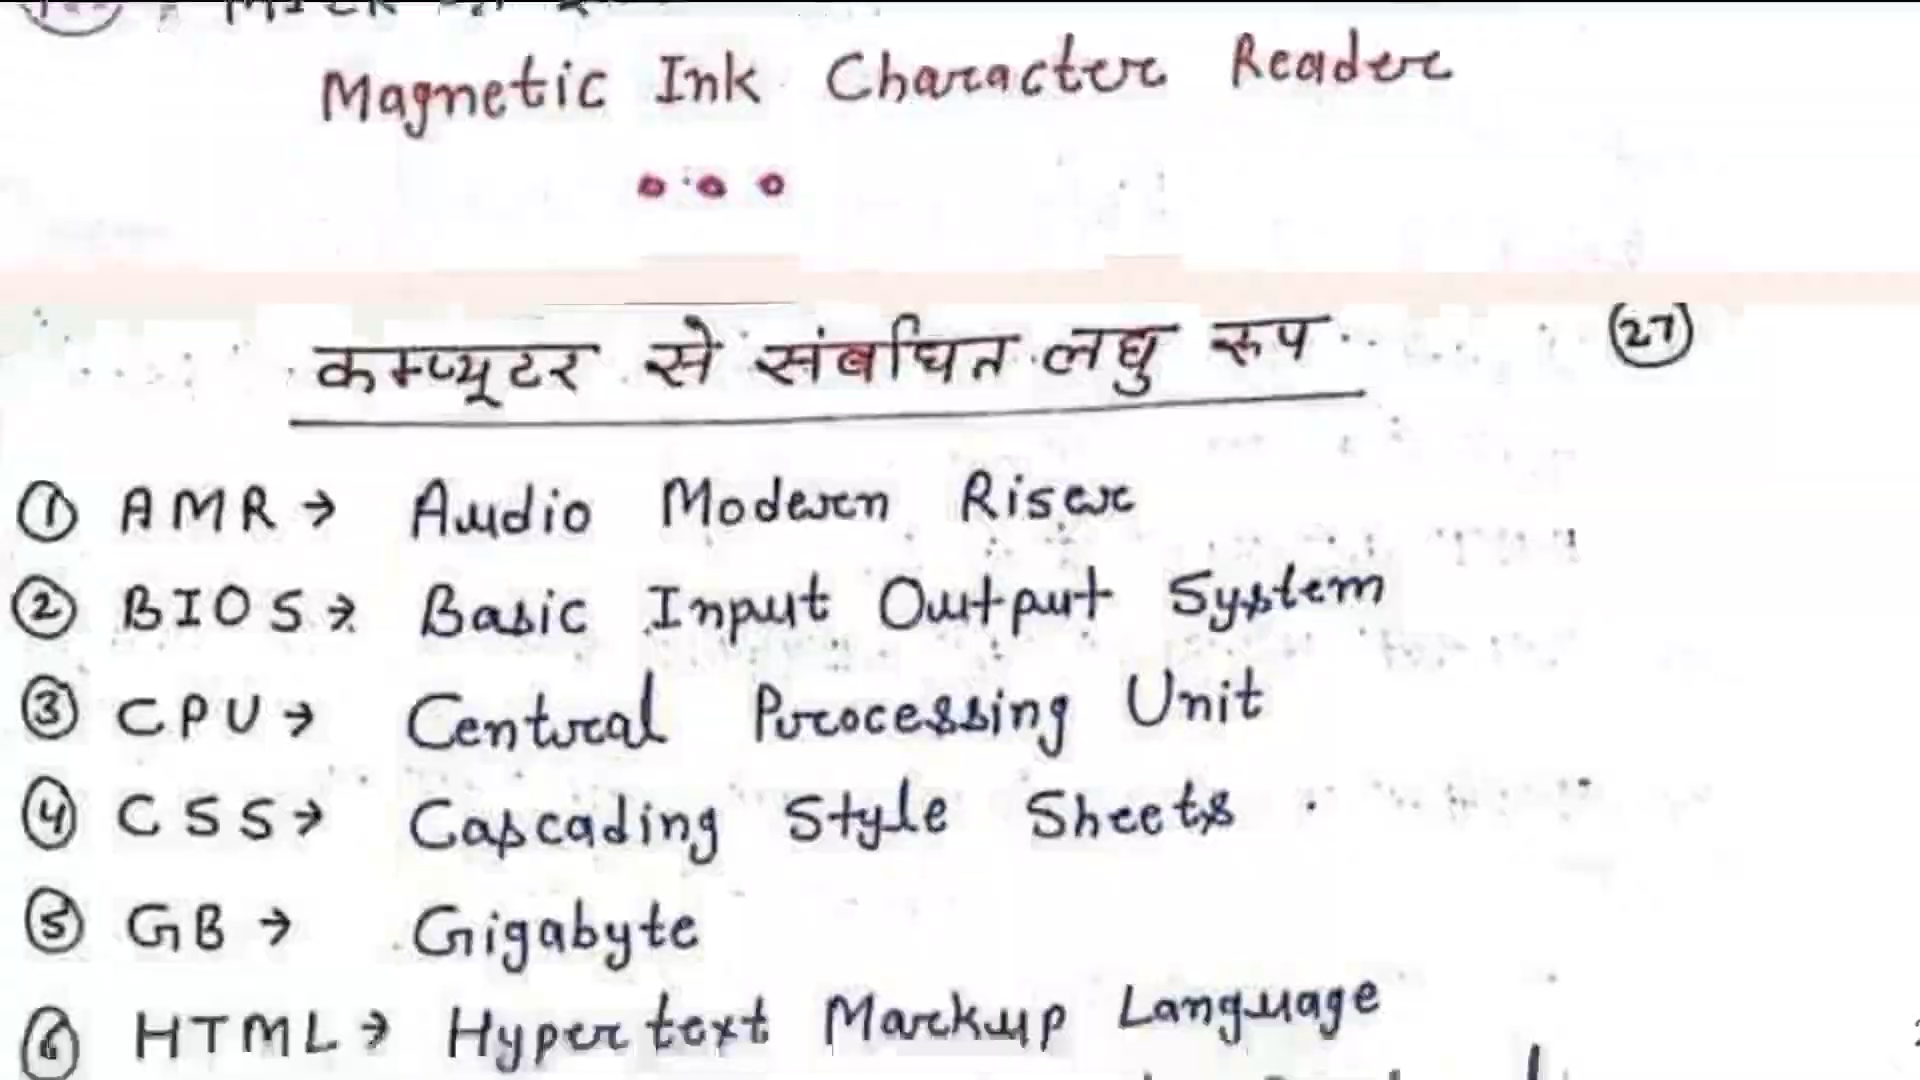 Magnetic Ink Character Reader
कम्प्यूटर से संबधित लघु रुप
27
1 AMR → Audio Modern Riser
2 BIOS → Basic Input Output System
3 CPU → Central Processing Unit
4 CSS → Cascading Style Sheets
5 GB → Gigabyte
6 HTML → Hypertext Markup Language